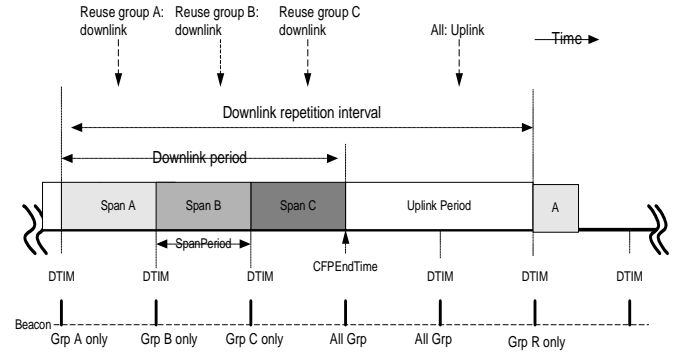 Reuse group A:
downlink
Reuse group B:
downlink
Reuse group C
downlink
All: Uplink
Time
Downlink repetition interval
Downlink period
Span A
Span B
Span C
Uplink Period
A
SpanPeriod
CFPEndTime
DTIM
DTIM
DTIM
DTIM
DTIM
DTIM
Beacon
Grp A only
Grp B only
Grp C only
All Grp
All Grp
Grp R only